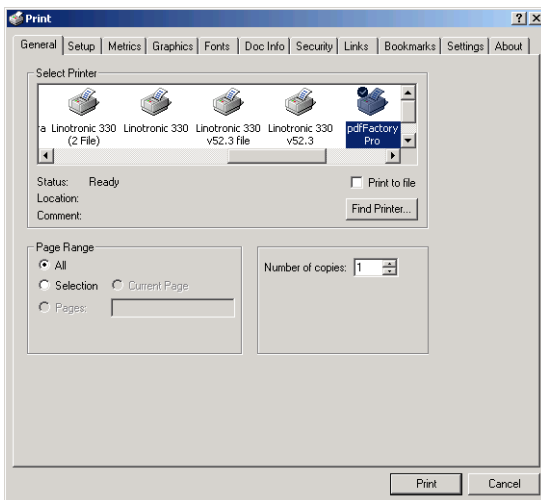 Print
General Setup Metrics Graphics Fonts Doc Info Security Links Bookmarks Settings About
Select Printer
ra Linotronic 330 Linotronic 330 Linotronic 330 Linotronic 330 pdfFactory
(2 File) v52.3 file v52.3 Pro
Status: Ready Print to file
Location:
Comment: Find Printer...
Page Range
All Number of copies: 1
Selection Current Page
Pages:
Print Cancel